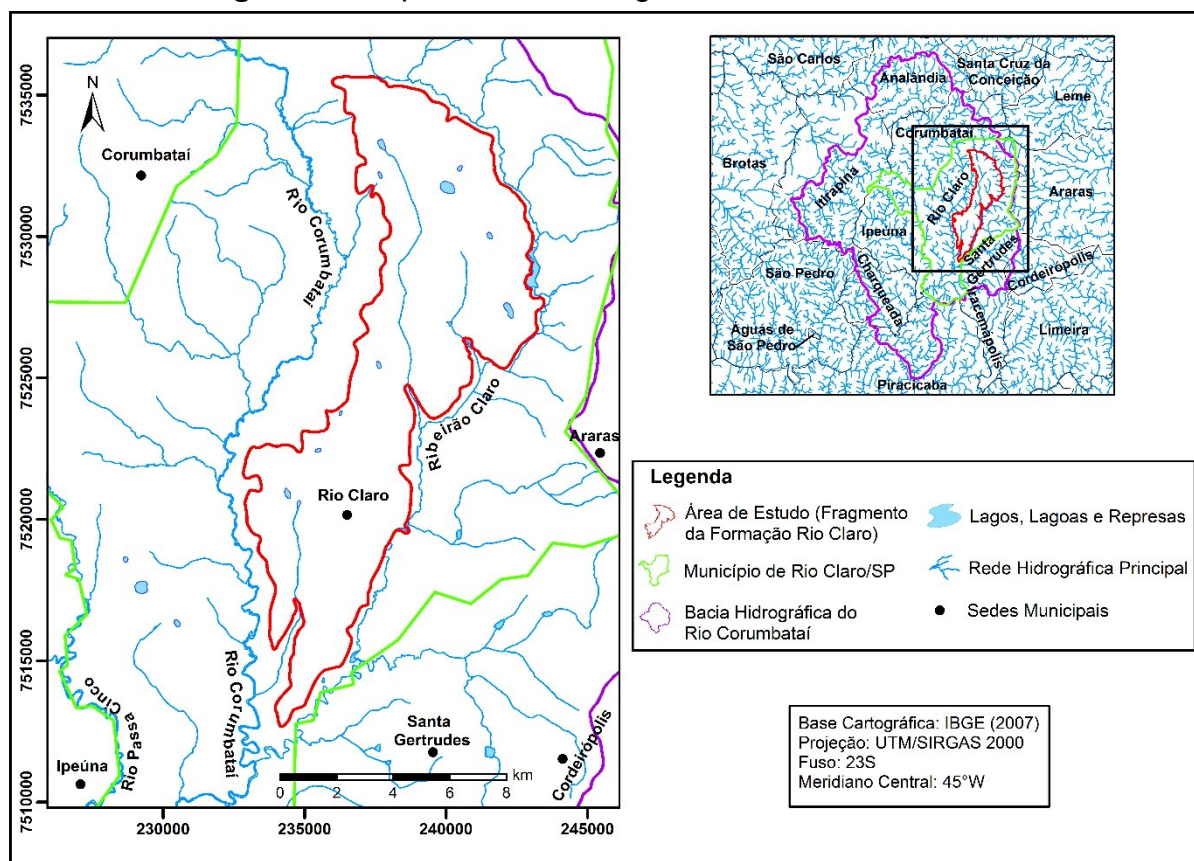 N
Corumbataí
Rio Corumbataí
Ribeirão Claro
Araras
Rio Claro
Rio Corumbataí
Rio Passa Cinco
Ipeúna
Santa
Gertrudes
Cordeirópolis
km
0 2 4 6 8
7535000
7530000
7525000
7520000
7515000
7510000
230000 235000 240000 245000
São Carlos
Santa Cruz da
Conceição
Analândia
Leme
Corumbataí
Brotas
Itirapina
Rio Claro
Araras
Ipeúna
Santa
Gertrudes
São Pedro
Charqueada
Cordeirópolis
Iracemápolis
Águas de
São Pedro
Limeira
Piracicaba
Legenda
Área de Estudo (Fragmento
da Formação Rio Claro)
Município de Rio Claro/SP
Bacia Hidrográfica do
Rio Corumbataí
Lagos, Lagoas e Represas
Rede Hidrográfica Principal
Sedes Municipais
Base Cartográfica: IBGE (2007)
Projeção: UTM/SIRGAS 2000
Fuso: 23S
Meridiano Central: 45°W